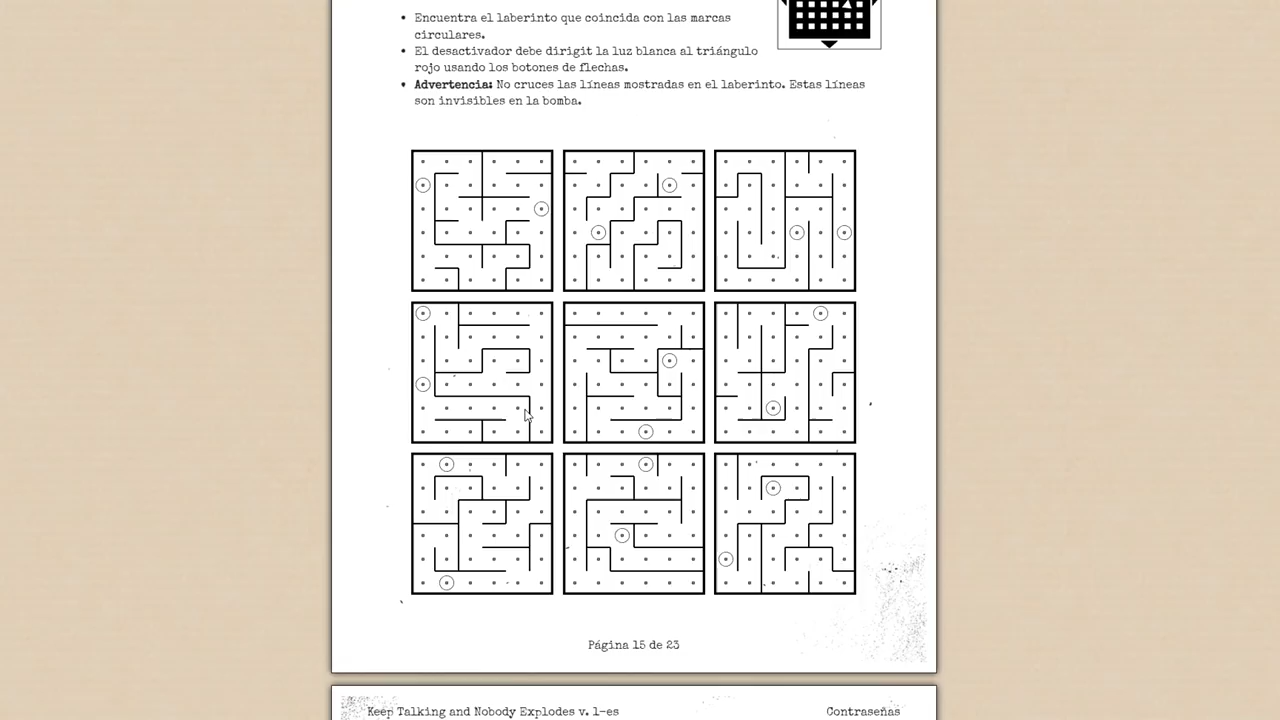 • Encuentra el laberinto que coincida con las marcas
circulares.
• El desactivador debe dirigit la luz blanca al triángulo
rojo usando los botones de flechas.
• Advertencia: No cruces las líneas mostradas en el laberinto. Estas líneas
son invisibles en la bomba.
Página 15 de 23
Keep Talking and Nobody Explodes v. 1-es
Contraseñas